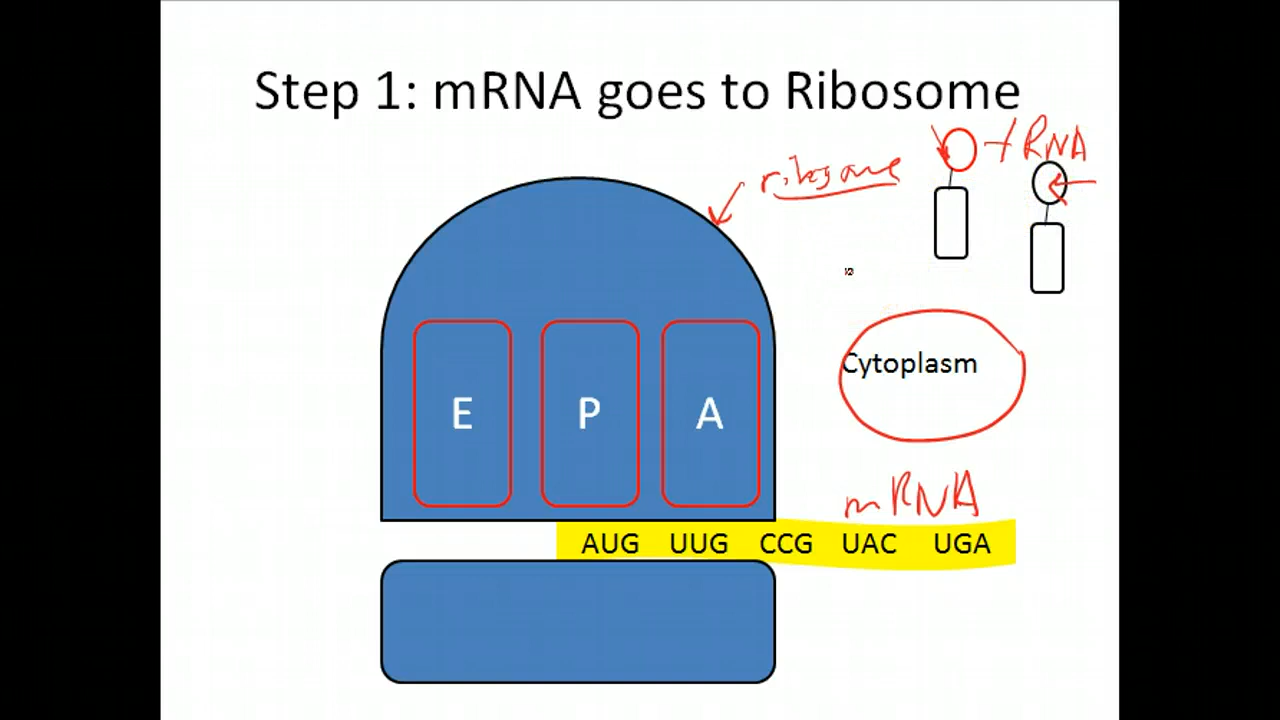 Step 1: mRNA goes to Ribosome
tRNA
ribosome
Cytoplasm
E P A
mRNA
AUG UUG CCG UAC UGA